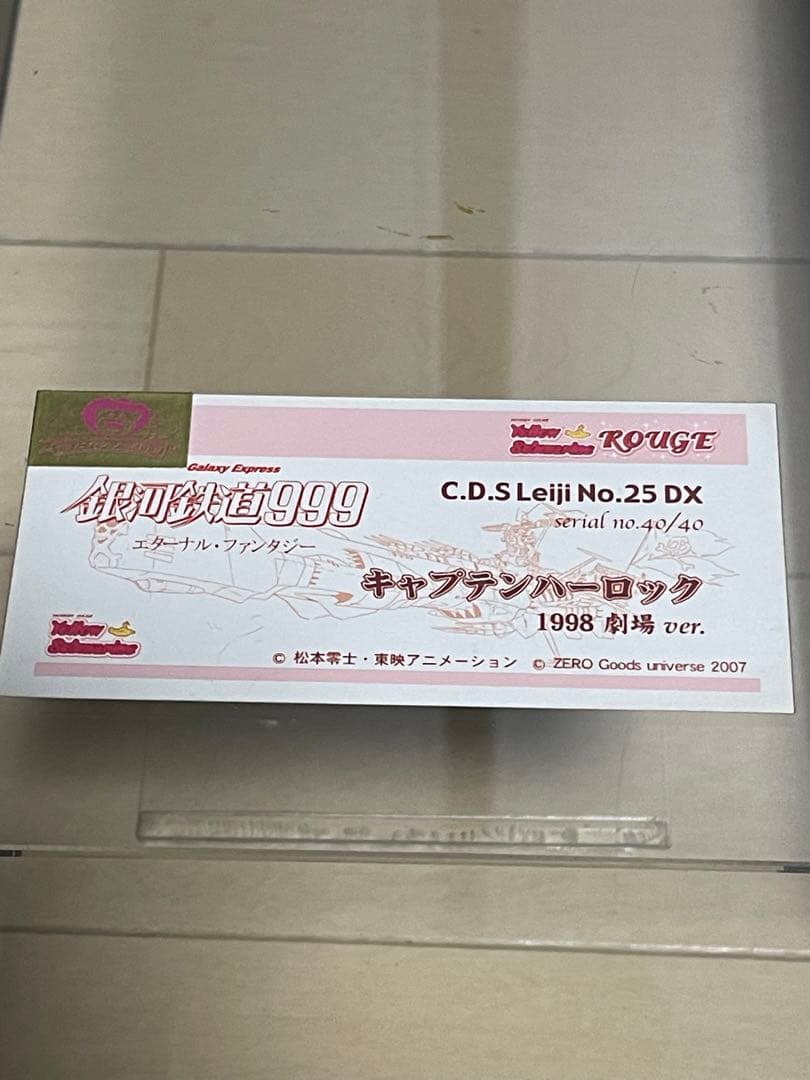 Yellow Submarine ROUGE
Galaxy Express
銀河鉄道999
エターナル・ファンタジー
C.D.S Leiji No.25 DX
serial no.40/40
キャプテンハーロック
1998 劇場 ver.
Yellow Submarine
© 松本零士・東映アニメーション © ZERO Goods universe 2007